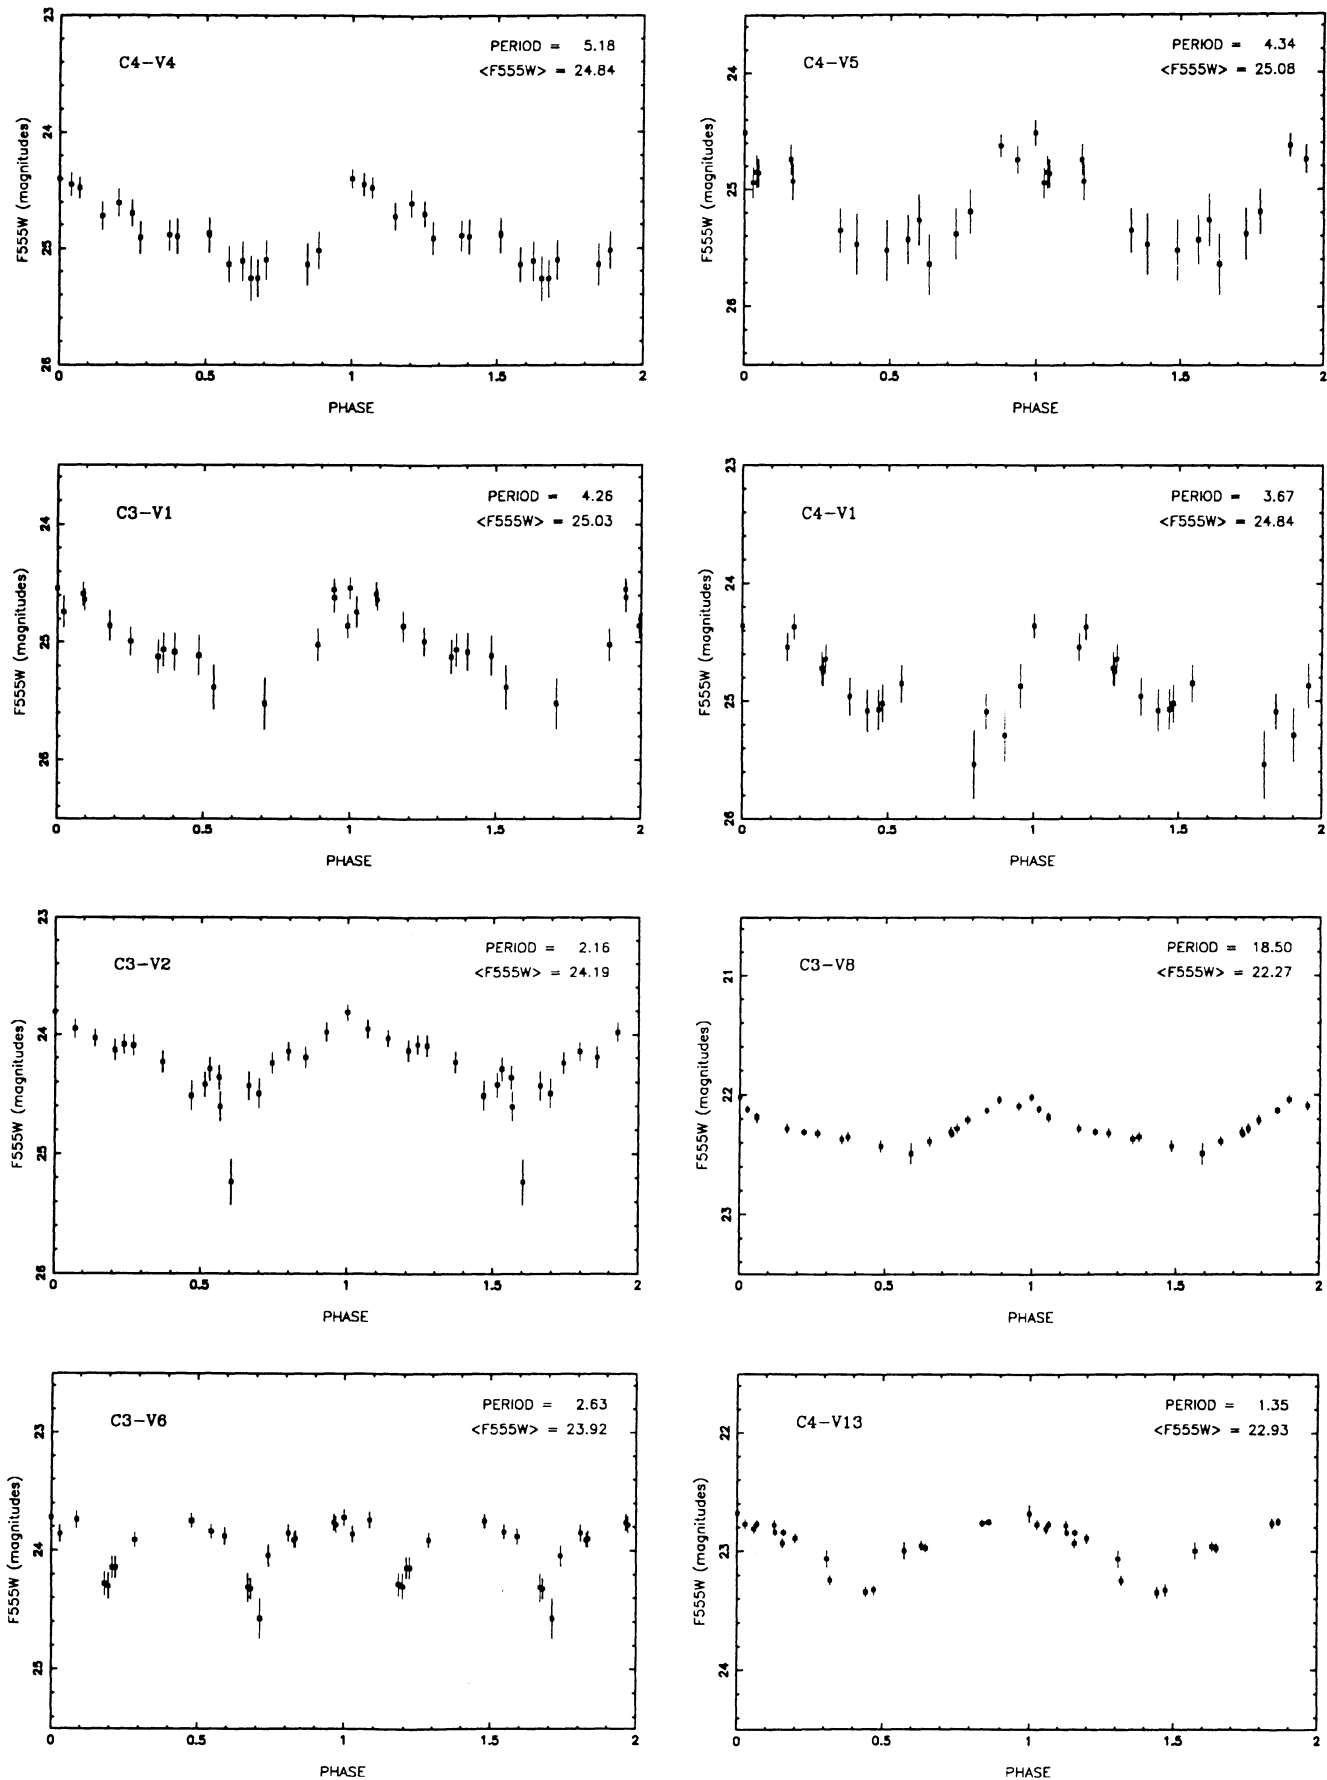 C4-V4
PERIOD = 5.18
<F555W> = 24.84
F555W (magnitudes)
23
24
25
26
0
0.5
1
1.5
2
PHASE
C4-V5
PERIOD = 4.34
<F555W> = 25.08
F555W (magnitudes)
24
25
26
0
0.5
1
1.5
2
PHASE
C3-V1
PERIOD = 4.26
<F555W> = 25.03
F555W (magnitudes)
24
25
26
0
0.5
1
1.5
2
PHASE
C4-V1
PERIOD = 3.67
<F555W> = 24.84
F555W (magnitudes)
23
24
25
26
0
0.5
1
1.5
2
PHASE
C3-V2
PERIOD = 2.16
<F555W> = 24.19
F555W (magnitudes)
23
24
25
26
0
0.5
1
1.5
2
PHASE
C3-V8
PERIOD = 18.50
<F555W> = 22.27
F555W (magnitudes)
21
22
23
0
0.5
1
1.5
2
PHASE
C3-V6
PERIOD = 2.63
<F555W> = 23.92
F555W (magnitudes)
23
24
25
0
0.5
1
1.5
2
PHASE
C4-V13
PERIOD = 1.35
<F555W> = 22.93
F555W (magnitudes)
22
23
24
0
0.5
1
1.5
2
PHASE